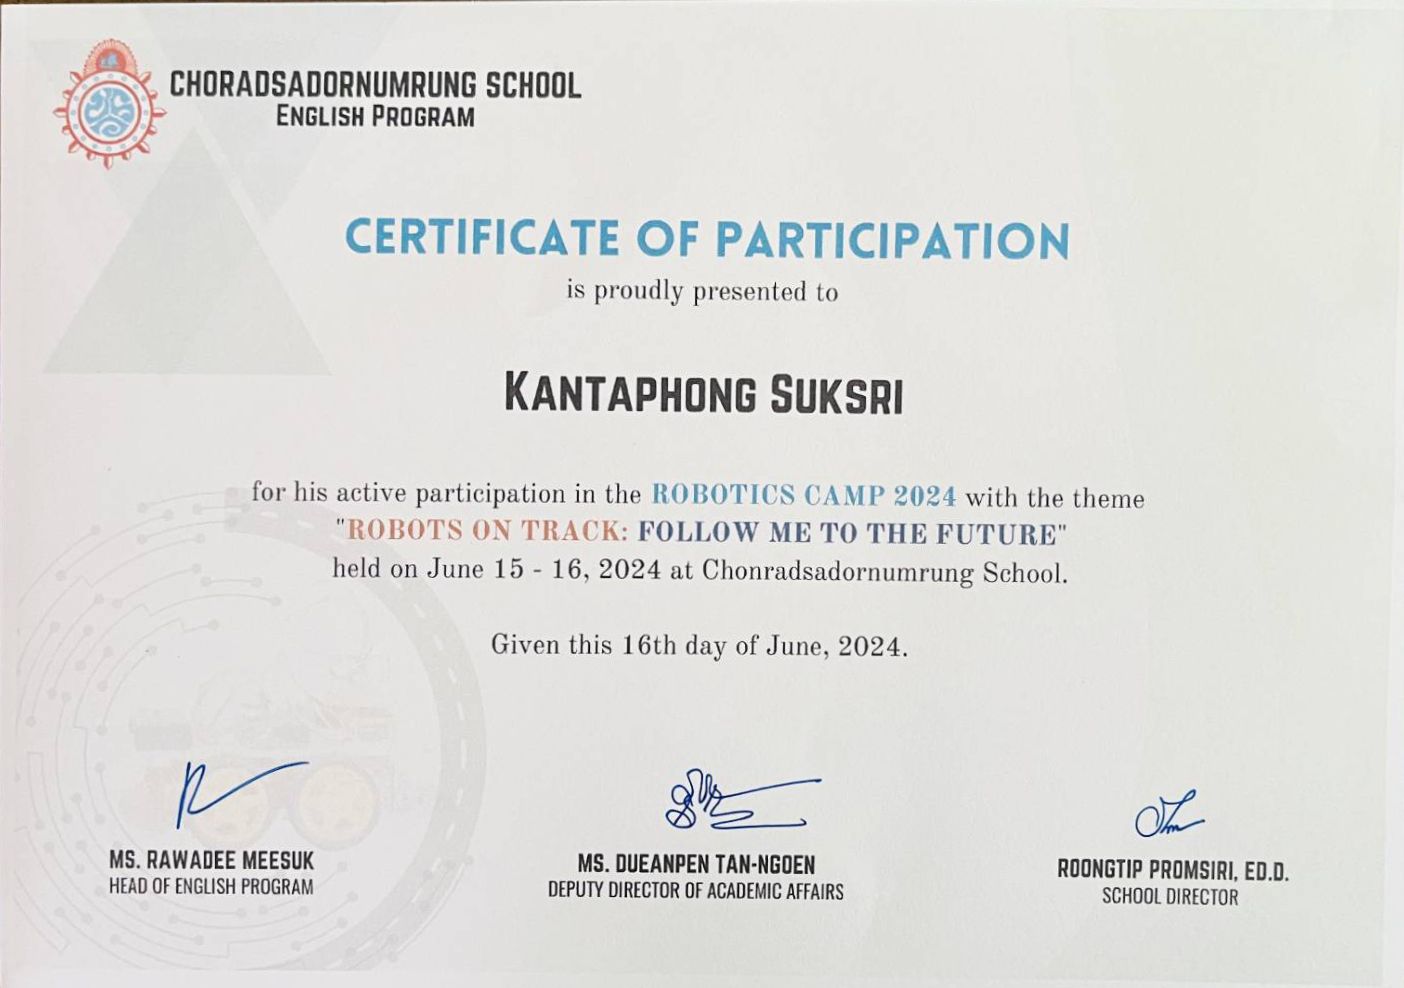 CHORADSADORNUMRUNG SCHOOL
ENGLISH PROGRAM
CERTIFICATE OF PARTICIPATION
is proudly presented to
KANTAPHONG SUKSRI
for his active participation in the ROBOTICS CAMP 2024 with the theme
"ROBOTS ON TRACK: FOLLOW ME TO THE FUTURE"
held on June 15 - 16, 2024 at Chonradsadornumrung School.
Given this 16th day of June, 2024.
MS. RAWADEE MEESUK
HEAD OF ENGLISH PROGRAM
MS. DUEANPEN TAN-NGOEN
DEPUTY DIRECTOR OF ACADEMIC AFFAIRS
ROONGTIP PROMSIRI, ED.D.
SCHOOL DIRECTOR